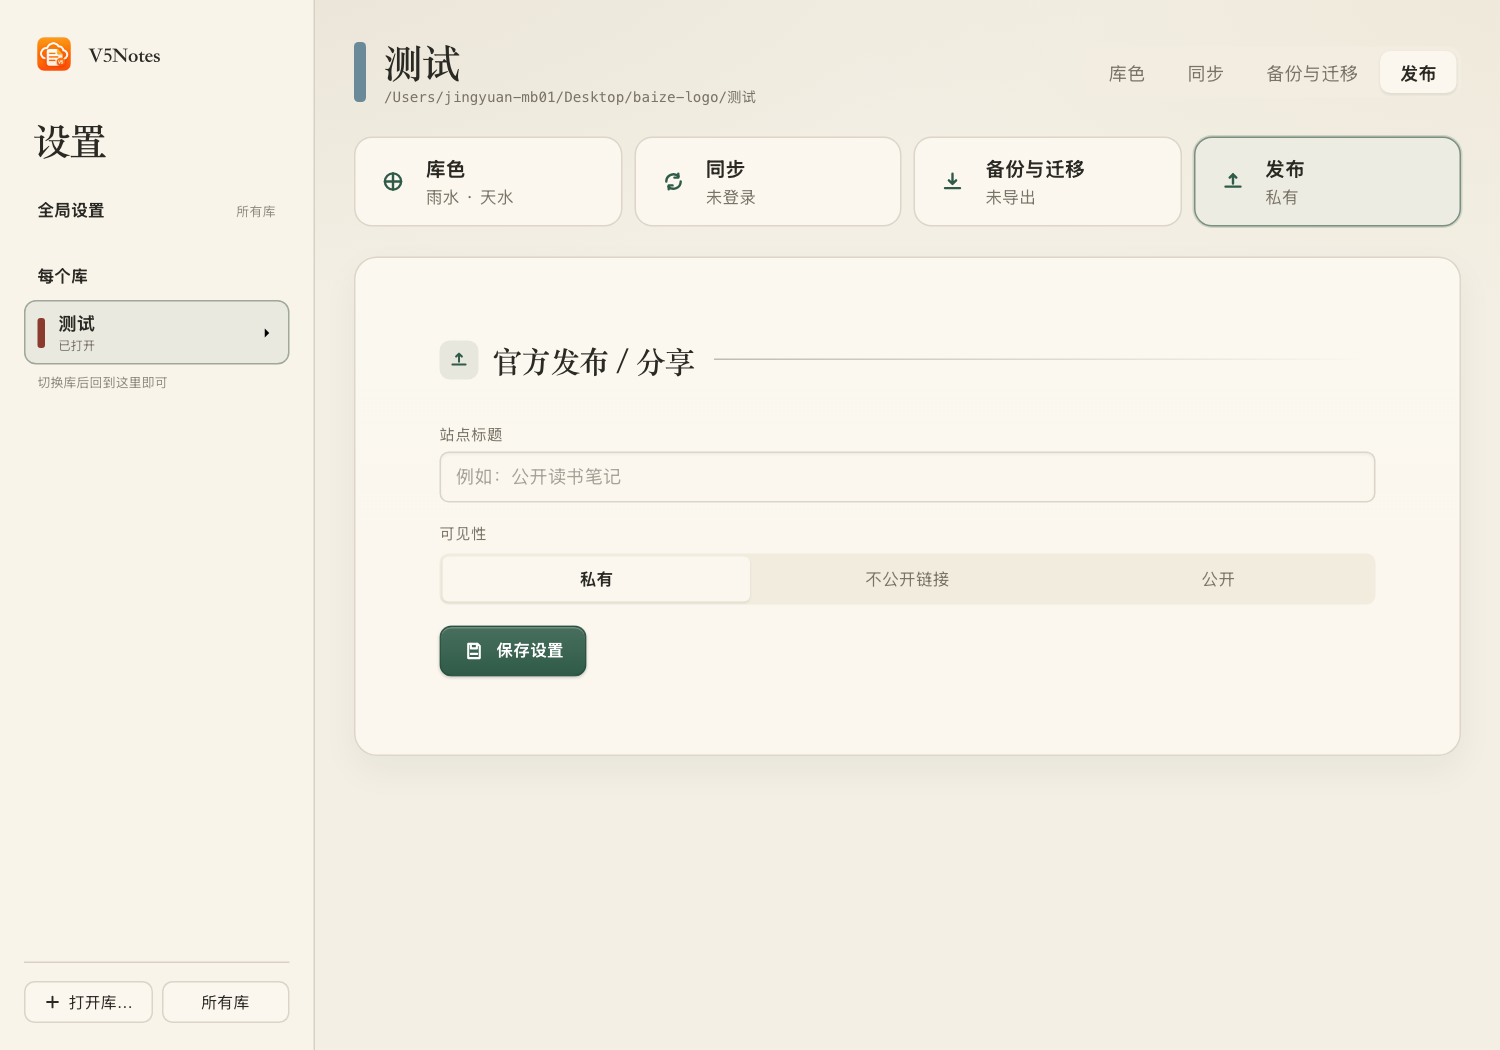 V5Notes
设置
全局设置 所有库
每个库
测试
已打开
切换库后回到这里即可
打开库…
所有库
测试
/Users/jingyuan-mb01/Desktop/baize-logo/测试
库色 同步 备份与迁移 发布
库色
雨水 · 天水
同步
未登录
备份与迁移
未导出
发布
私有
官方发布 / 分享
站点标题
例如：公开读书笔记
可见性
私有 不公开链接 公开
保存设置